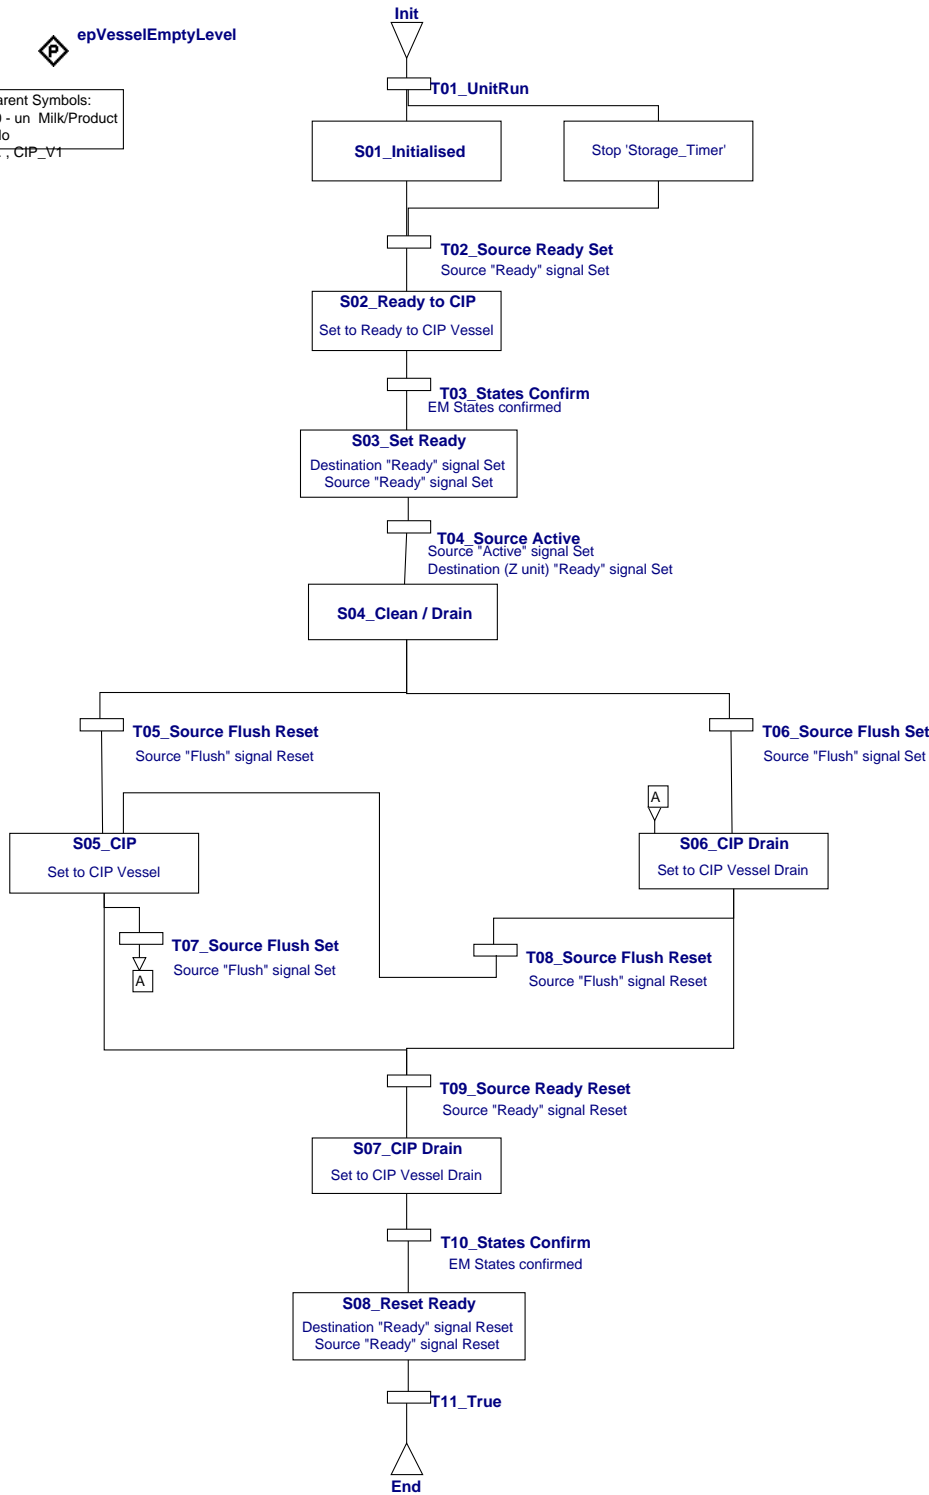 Init
P
epVesselEmptyLevel
T01_UnitRun
arent Symbols:
- un Milk/Product
, CIP_V1
S01_Initialised
Stop 'Storage_Timer'
T02_Source Ready Set
Source "Ready" signal Set
S02_Ready to CIP
Set to Ready to CIP Vessel
T03_States Confirm
EM States confirmed
S03_Set Ready
Destination "Ready" signal Set
Source "Ready" signal Set
T04_Source Active
Source "Active" signal Set
Destination (Z unit) "Ready" signal Set
S04_Clean / Drain
T05_Source Flush Reset
Source "Flush" signal Reset
T06_Source Flush Set
Source "Flush" signal Set
A
S05_CIP
Set to CIP Vessel
S06_CIP Drain
Set to CIP Vessel Drain
T07_Source Flush Set
Source "Flush" signal Set
A
T08_Source Flush Reset
Source "Flush" signal Reset
T09_Source Ready Reset
Source "Ready" signal Reset
S07_CIP Drain
Set to CIP Vessel Drain
T10_States Confirm
EM States confirmed
S08_Reset Ready
Destination "Ready" signal Reset
Source "Ready" signal Reset
T11_True
End